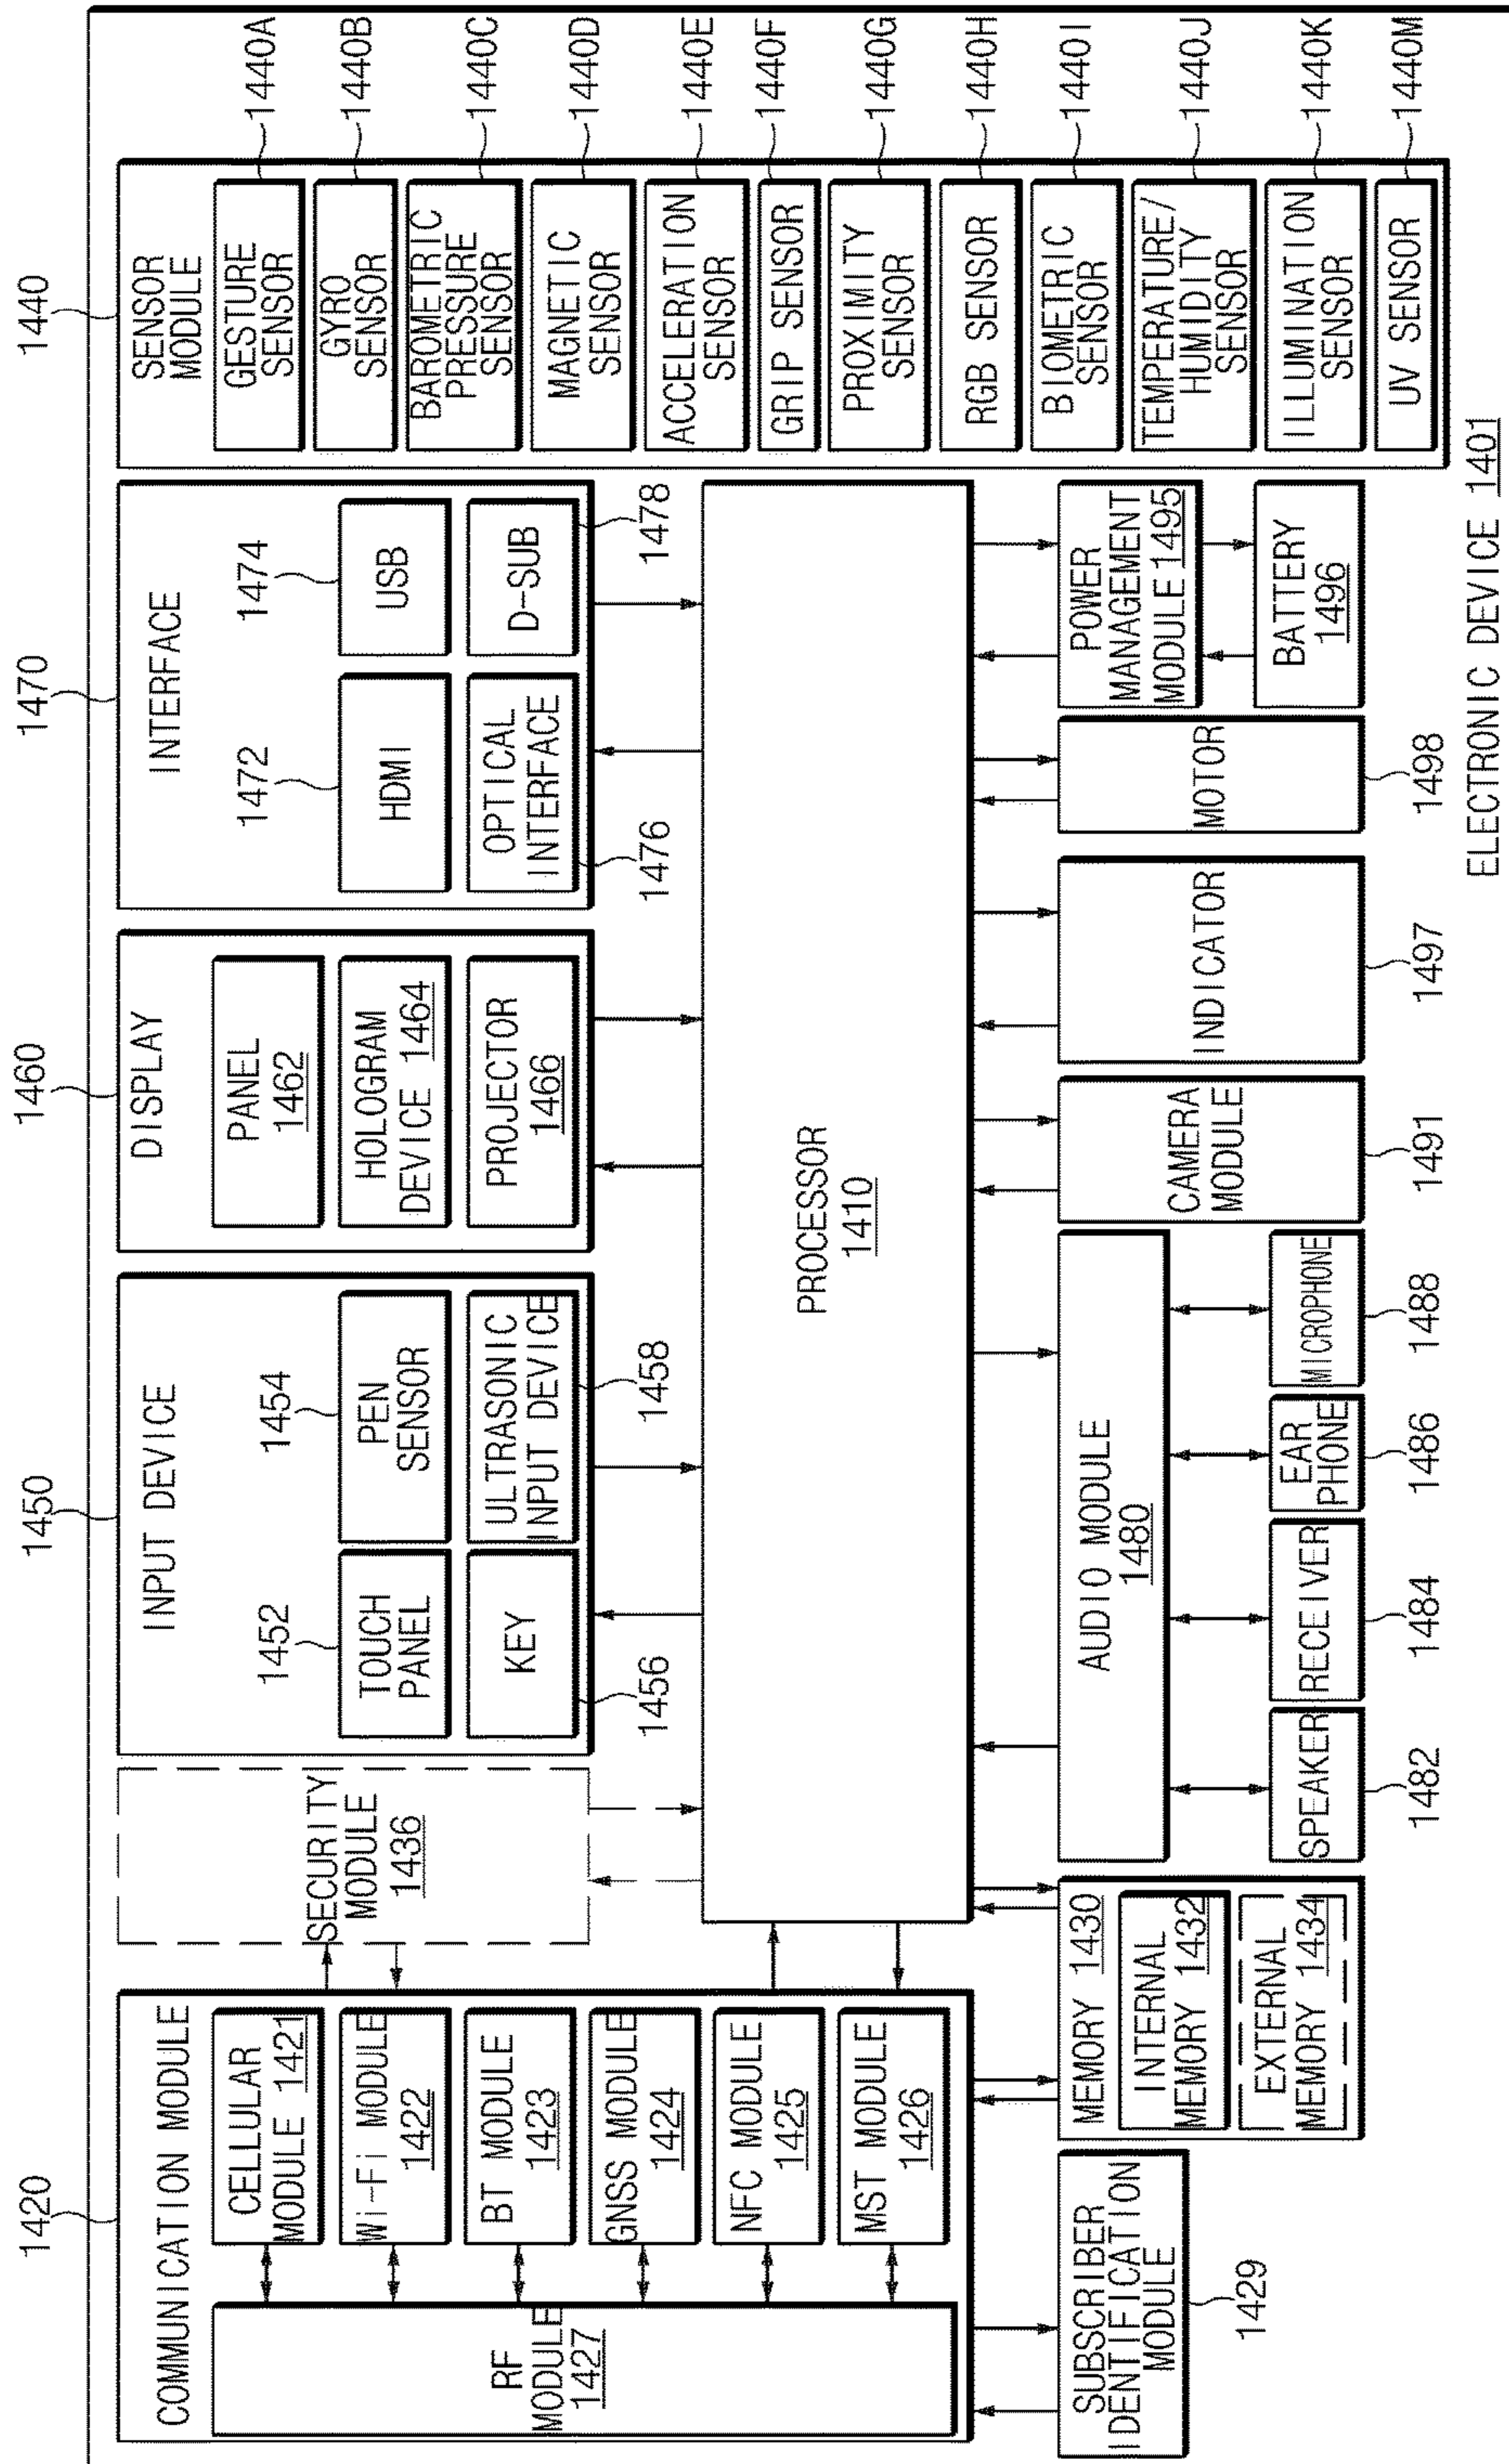 1420
COMMUNICATION MODULE
CELLULAR
MODULE 1421
Wi-Fi MODULE
1422
BT MODULE
1423
GNSS MODULE
1424
NFC MODULE
1425
MST MODULE
1426
RF
MODULE
1427
SUBSCRIBER
IDENTIFICATION
MODULE
1429
SECURITY
MODULE
1436
MEMORY 1430
INTERNAL
MEMORY 1432
EXTERNAL
MEMORY 1434
1450
INPUT DEVICE
1452
TOUCH
PANEL
1454
PEN
SENSOR
KEY
1456
ULTRASONIC
INPUT DEVICE
1458
1460
DISPLAY
PANEL
1462
HOLOGRAM
DEVICE 1464
PROJECTOR
1466
1470
INTERFACE
1472
HDMI
1474
USB
OPTICAL
INTERFACE
1476
D-SUB
1478
PROCESSOR
1410
AUDIO MODULE
1480
SPEAKER
1482
RECEIVER
1484
EAR
PHONE
1486
MICROPHONE
1488
CAMERA
MODULE
1491
INDICATOR
1497
MOTOR
1498
POWER
MANAGEMENT
MODULE 1495
BATTERY
1496
1440
SENSOR
MODULE
GESTURE
SENSOR
1440A
GYRO
SENSOR
1440B
BAROMETRIC
PRESSURE
SENSOR
1440C
MAGNETIC
SENSOR
1440D
ACCELERATION
SENSOR
1440E
GRIP SENSOR
1440F
PROXIMITY
SENSOR
1440G
RGB SENSOR
1440H
BIOMETRIC
SENSOR
1440I
TEMPERATURE/
HUMIDITY
SENSOR
1440J
ILLUMINATION
SENSOR
1440K
UV SENSOR
1440M
ELECTRONIC DEVICE 1401